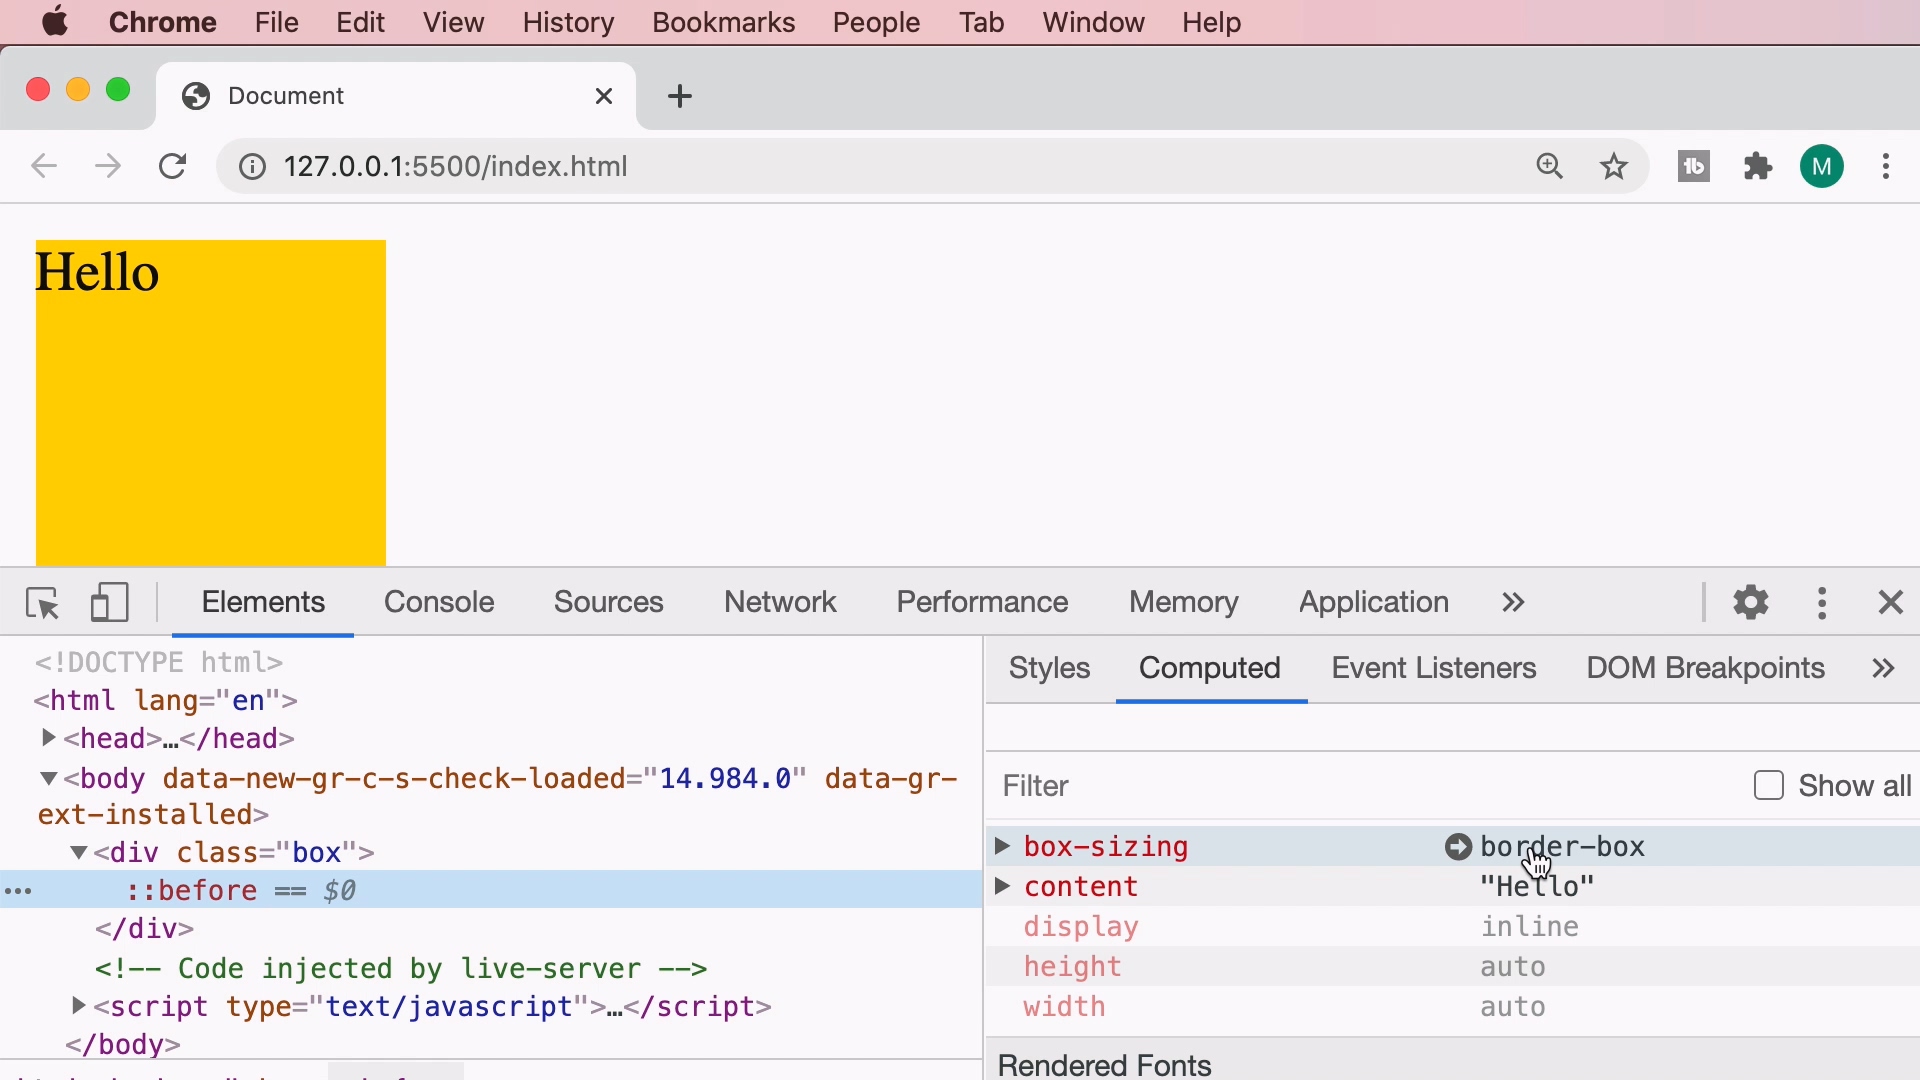 Chrome File Edit View History Bookmarks People Tab Window Help
Document
127.0.0.1:5500/index.html
M
Hello
Elements Console Sources Network Performance Memory Application
<!DOCTYPE html>
<html lang="en">
<head>…</head>
<body data-new-gr-c-s-check-loaded="14.984.0" data-gr-
ext-installed>
<div class="box">
::before == $0
</div>
<!-- Code injected by live-server -->
<script type="text/javascript">…</script>
</body>
Styles Computed Event Listeners DOM Breakpoints
Filter Show all
box-sizing border-box
content "Hello"
display inline
height auto
width auto
Rendered Fonts